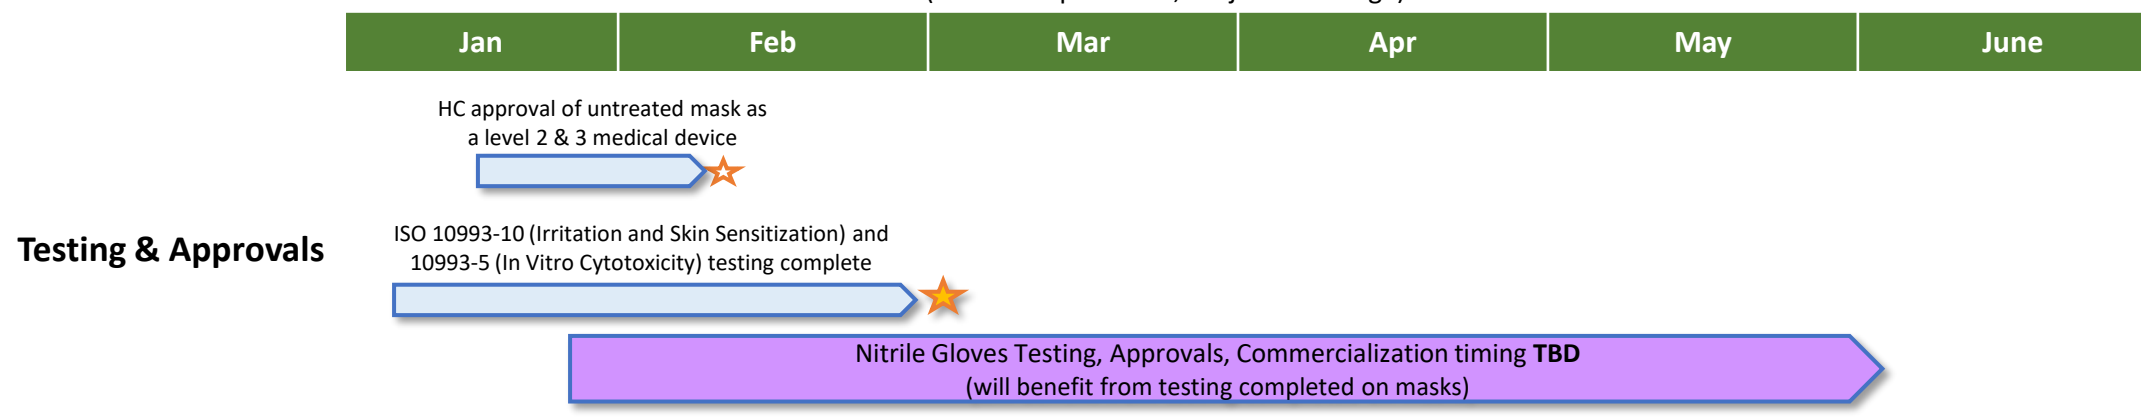 Jan Feb Mar Apr May June
HC approval of untreated mask as
a level 2 & 3 medical device
Testing & Approvals
ISO 10993-10 (Irritation and Skin Sensitization) and
10993-5 (In Vitro Cytotoxicity) testing complete
Nitrile Gloves Testing, Approvals, Commercialization timing TBD
(will benefit from testing completed on masks)